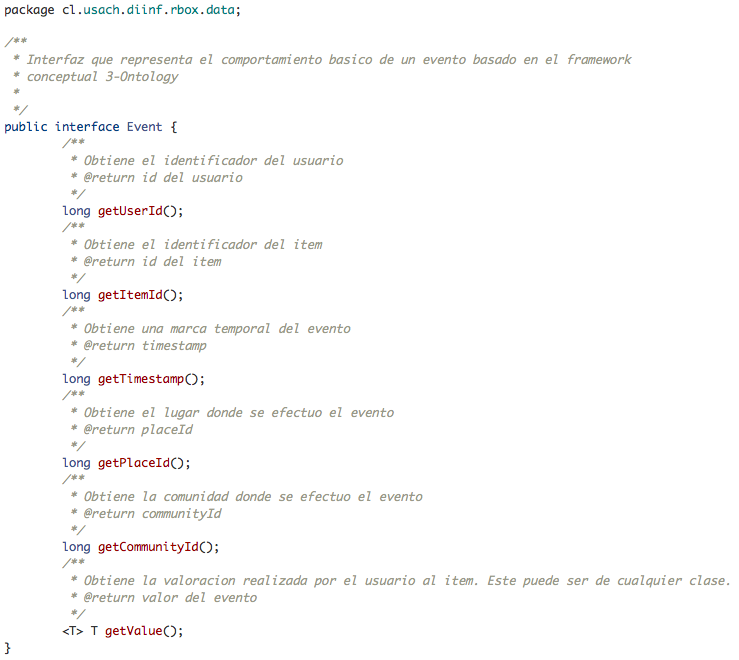 package cl.usach.diinf.rbox.data;
/**
 * Interfaz que representa el comportamiento basico de un evento basado en el framework
 * conceptual 3-Ontology
 *
 */
public interface Event {
        /**
         * Obtiene el identificador del usuario
         * @return id del usuario
         */
        long getUserId();
        /**
         * Obtiene el identificador del item
         * @return id del item
         */
        long getItemId();
        /**
         * Obtiene una marca temporal del evento
         * @return timestamp
         */
        long getTimestamp();
        /**
         * Obtiene el lugar donde se efectuo el evento
         * @return placeId
         */
        long getPlaceId();
        /**
         * Obtiene la comunidad donde se efectuo el evento
         * @return communityId
         */
        long getCommunityId();
        /**
         * Obtiene la valoracion realizada por el usuario al item. Este puede ser de cualquier clase.
         * @return valor del evento
         */
        <T> T getValue();
}